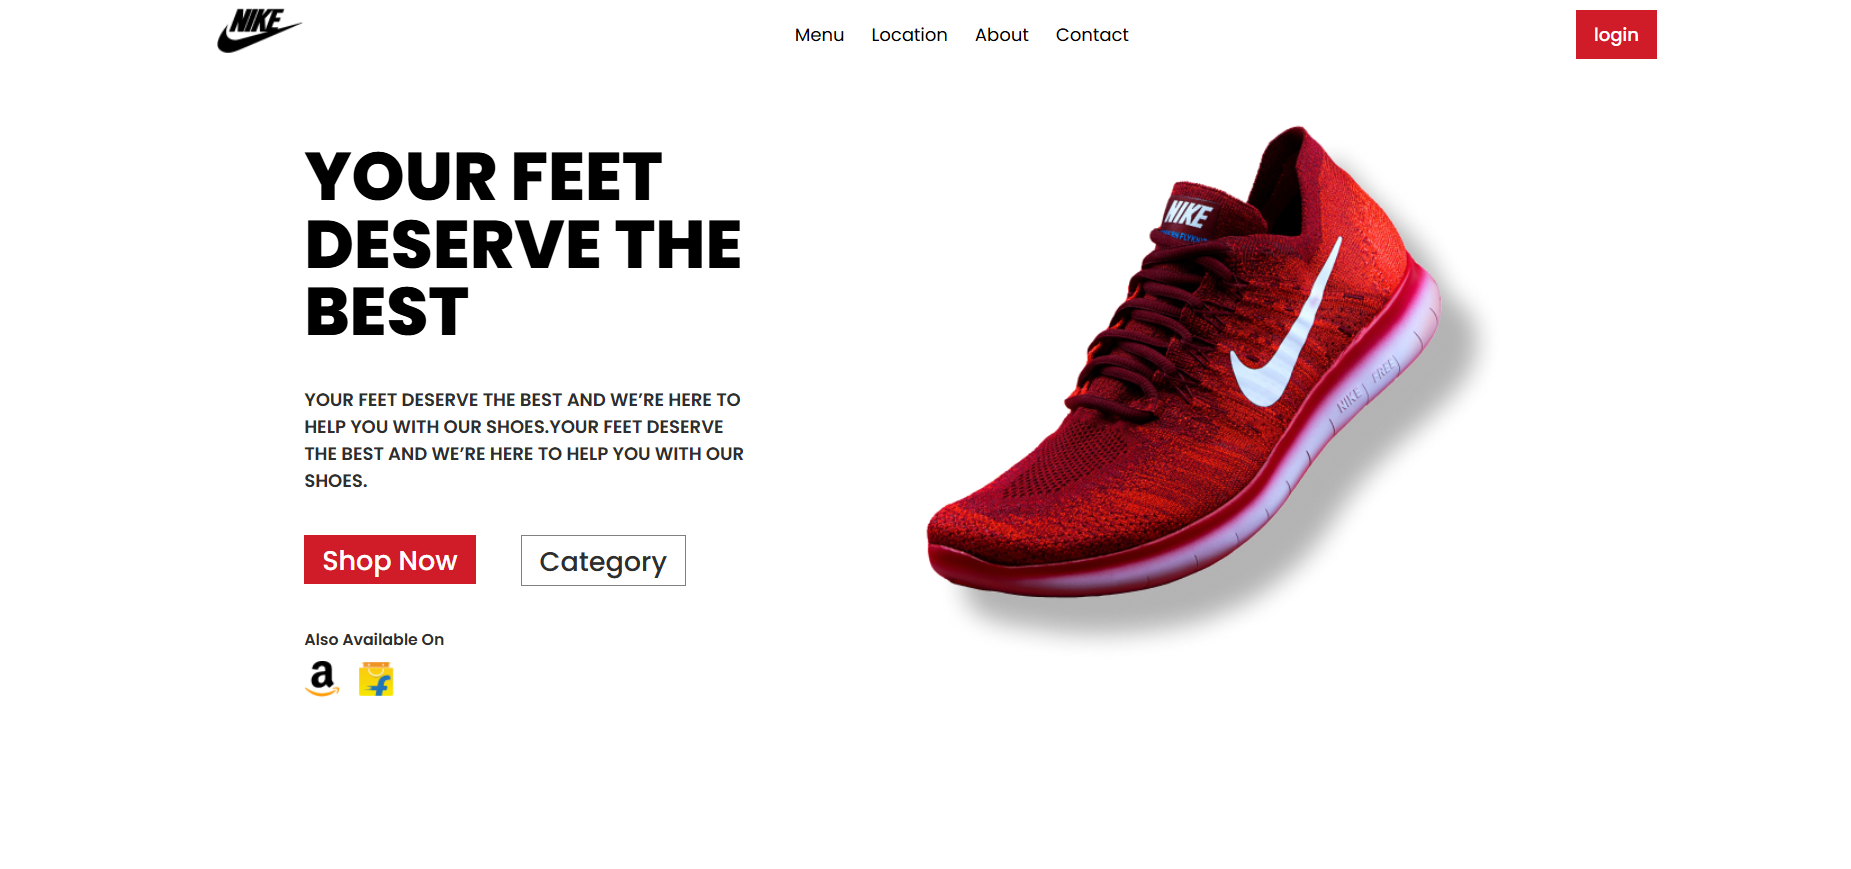 NIKE
Menu Location About Contact
login
YOUR FEET
DESERVE THE
BEST
YOUR FEET DESERVE THE BEST AND WE’RE HERE TO
HELP YOU WITH OUR SHOES.YOUR FEET DESERVE
THE BEST AND WE’RE HERE TO HELP YOU WITH OUR
SHOES.
Shop Now
Category
Also Available On
a
f
NIKE
NIKE FREE